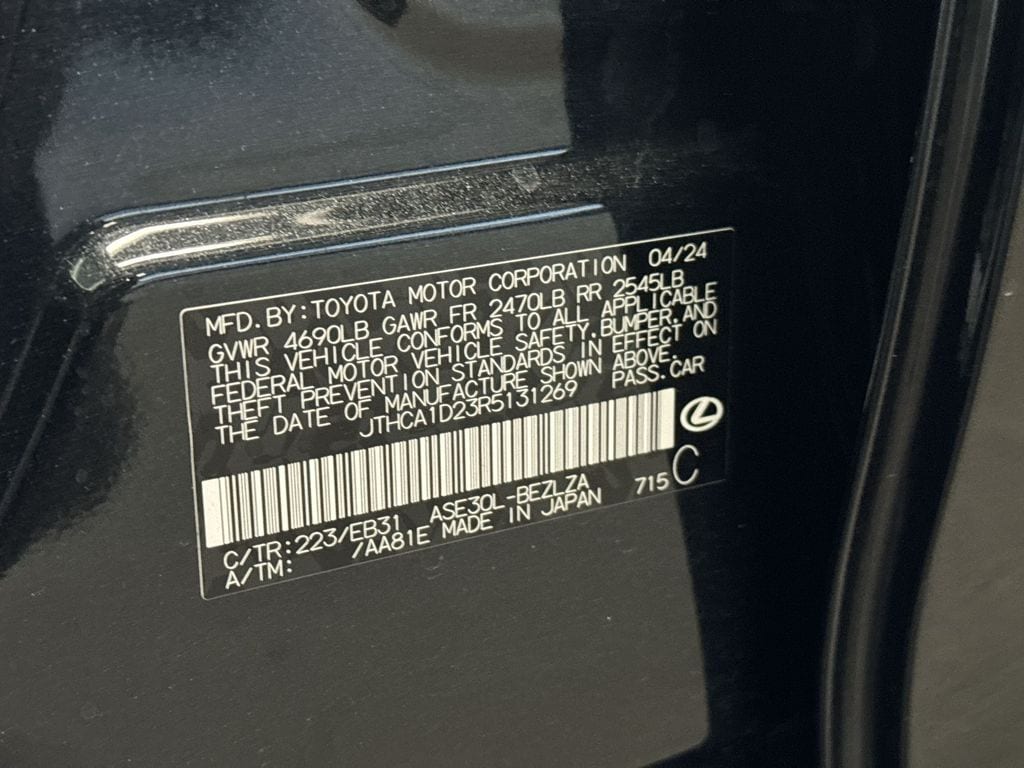 MFD.BY:TOYOTA MOTOR CORPORATION 04/24
GVWR 4690LB GAWR FR 2470LB RR 2545LB
THIS VEHICLE CONFORMS TO ALL APPLICABLE
FEDERAL MOTOR VEHICLE SAFETY,BUMPER,AND
THEFT PREVENTION STANDARDS IN EFFECT ON
THE DATE OF MANUFACTURE SHOWN ABOVE.
JTHCA1D23R5131269 PASS.CAR
C/TR:223/EB31 ASE30L-BEZLZA 715 C
A/TM: /AA81E MADE IN JAPAN